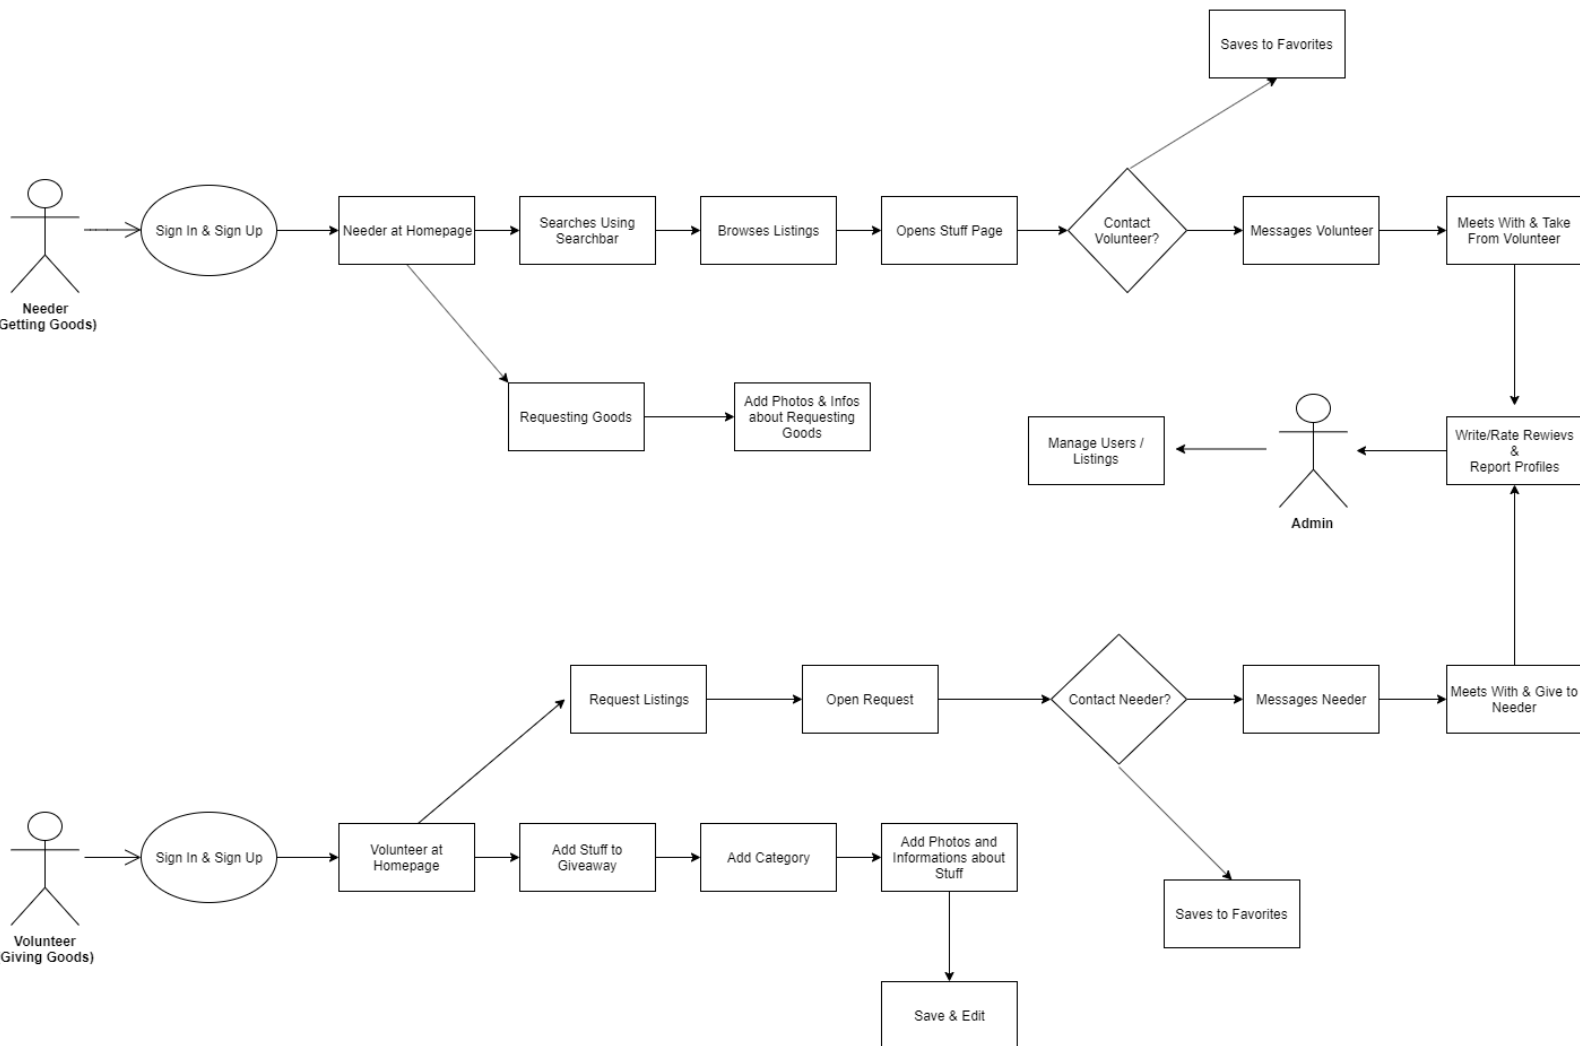 Saves to Favorites
Sign In & Sign Up
Needer at Homepage
Searches Using
Searchbar
Browses Listings
Opens Stuff Page
Contact
Volunteer?
Messages Volunteer
Meets With & Take
From Volunteer
Needer
Getting Goods)
Requesting Goods
Add Photos & Infos
about Requesting
Goods
Manage Users /
Listings
Admin
Write/Rate Rewievs
&
Report Profiles
Request Listings
Open Request
Contact Needer?
Messages Needer
Meets With & Give to
Needer
Sign In & Sign Up
Volunteer at
Homepage
Add Stuff to
Giveaway
Add Category
Add Photos and
Informations about
Stuff
Volunteer
Giving Goods)
Saves to Favorites
Save & Edit